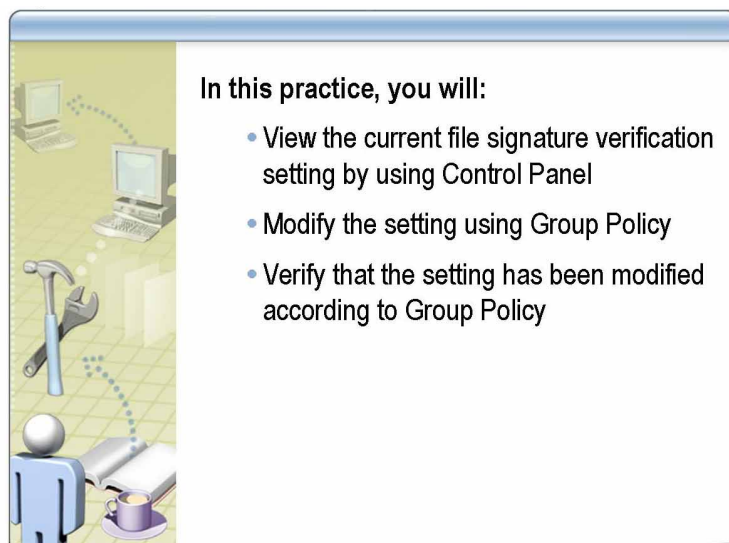 In this practice, you will:
• View the current file signature verification
setting by using Control Panel
• Modify the setting using Group Policy
• Verify that the setting has been modified
according to Group Policy